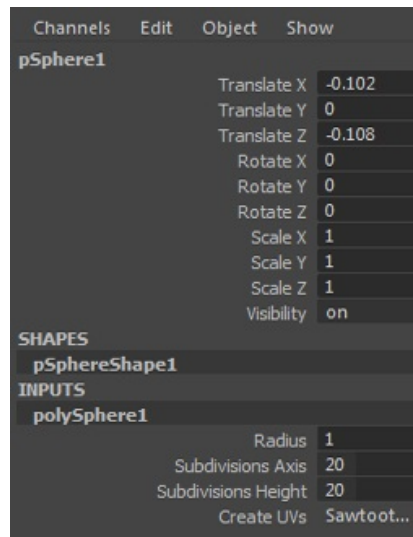 Channels Edit Object Show
pSphere1
Translate X -0.102
Translate Y 0
Translate Z -0.108
Rotate X 0
Rotate Y 0
Rotate Z 0
Scale X 1
Scale Y 1
Scale Z 1
Visibility on
SHAPES
pSphereShape1
INPUTS
polySphere1
Radius 1
Subdivisions Axis 20
Subdivisions Height 20
Create UVs Sawtoot...